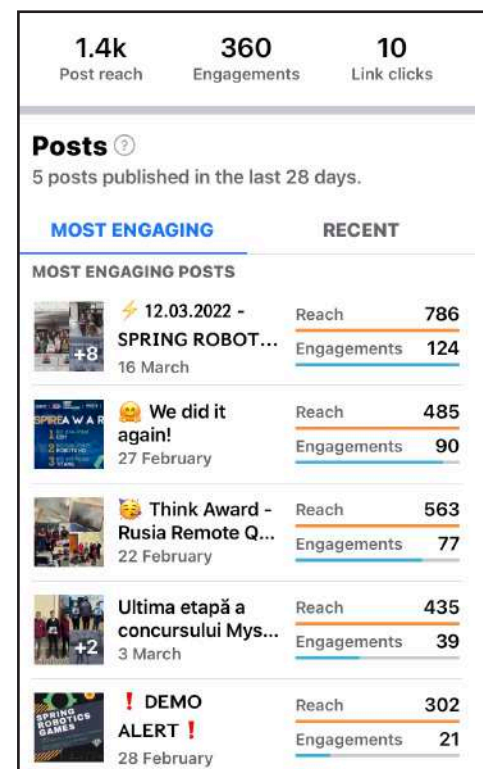 1.4k 360 10
Post reach Engagements Link clicks
Posts ?
5 posts published in the last 28 days.
MOST ENGAGING RECENT
MOST ENGAGING POSTS
+8
⚡ 12.03.2022 -
SPRING ROBOT...
16 March
Reach 786
Engagements 124
🤗 We did it
again!
27 February
Reach 485
Engagements 90
🥳 Think Award -
Rusia Remote Q...
22 February
Reach 563
Engagements 77
+2
Ultima etapă a
concursului Mys...
3 March
Reach 435
Engagements 39
SPRING
ROBOTICS
GAMES
❗ DEMO
ALERT ❗
28 February
Reach 302
Engagements 21